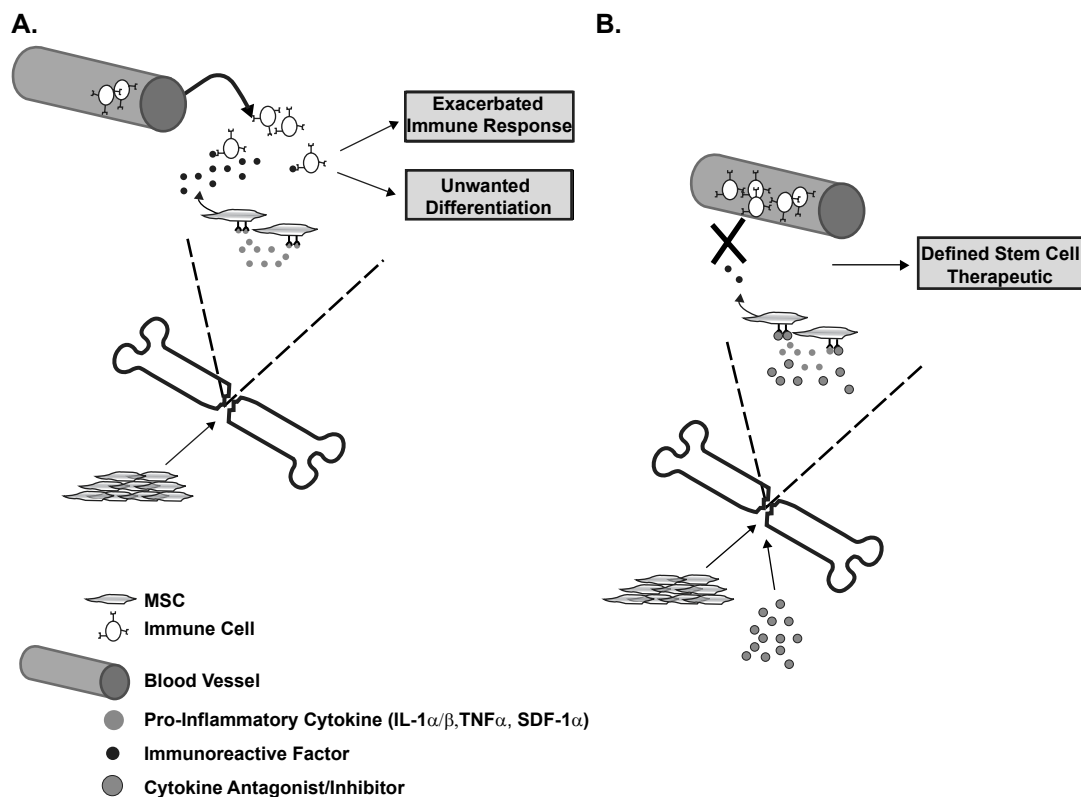 A.
B.
Exacerbated
Immune Response
Unwanted
Differentiation
Defined Stem Cell
Therapeutic
MSC
Immune Cell
Blood Vessel
Pro-Inflammatory Cytokine (IL-1α/β,TNFα, SDF-1α)
Immunoreactive Factor
Cytokine Antagonist/Inhibitor